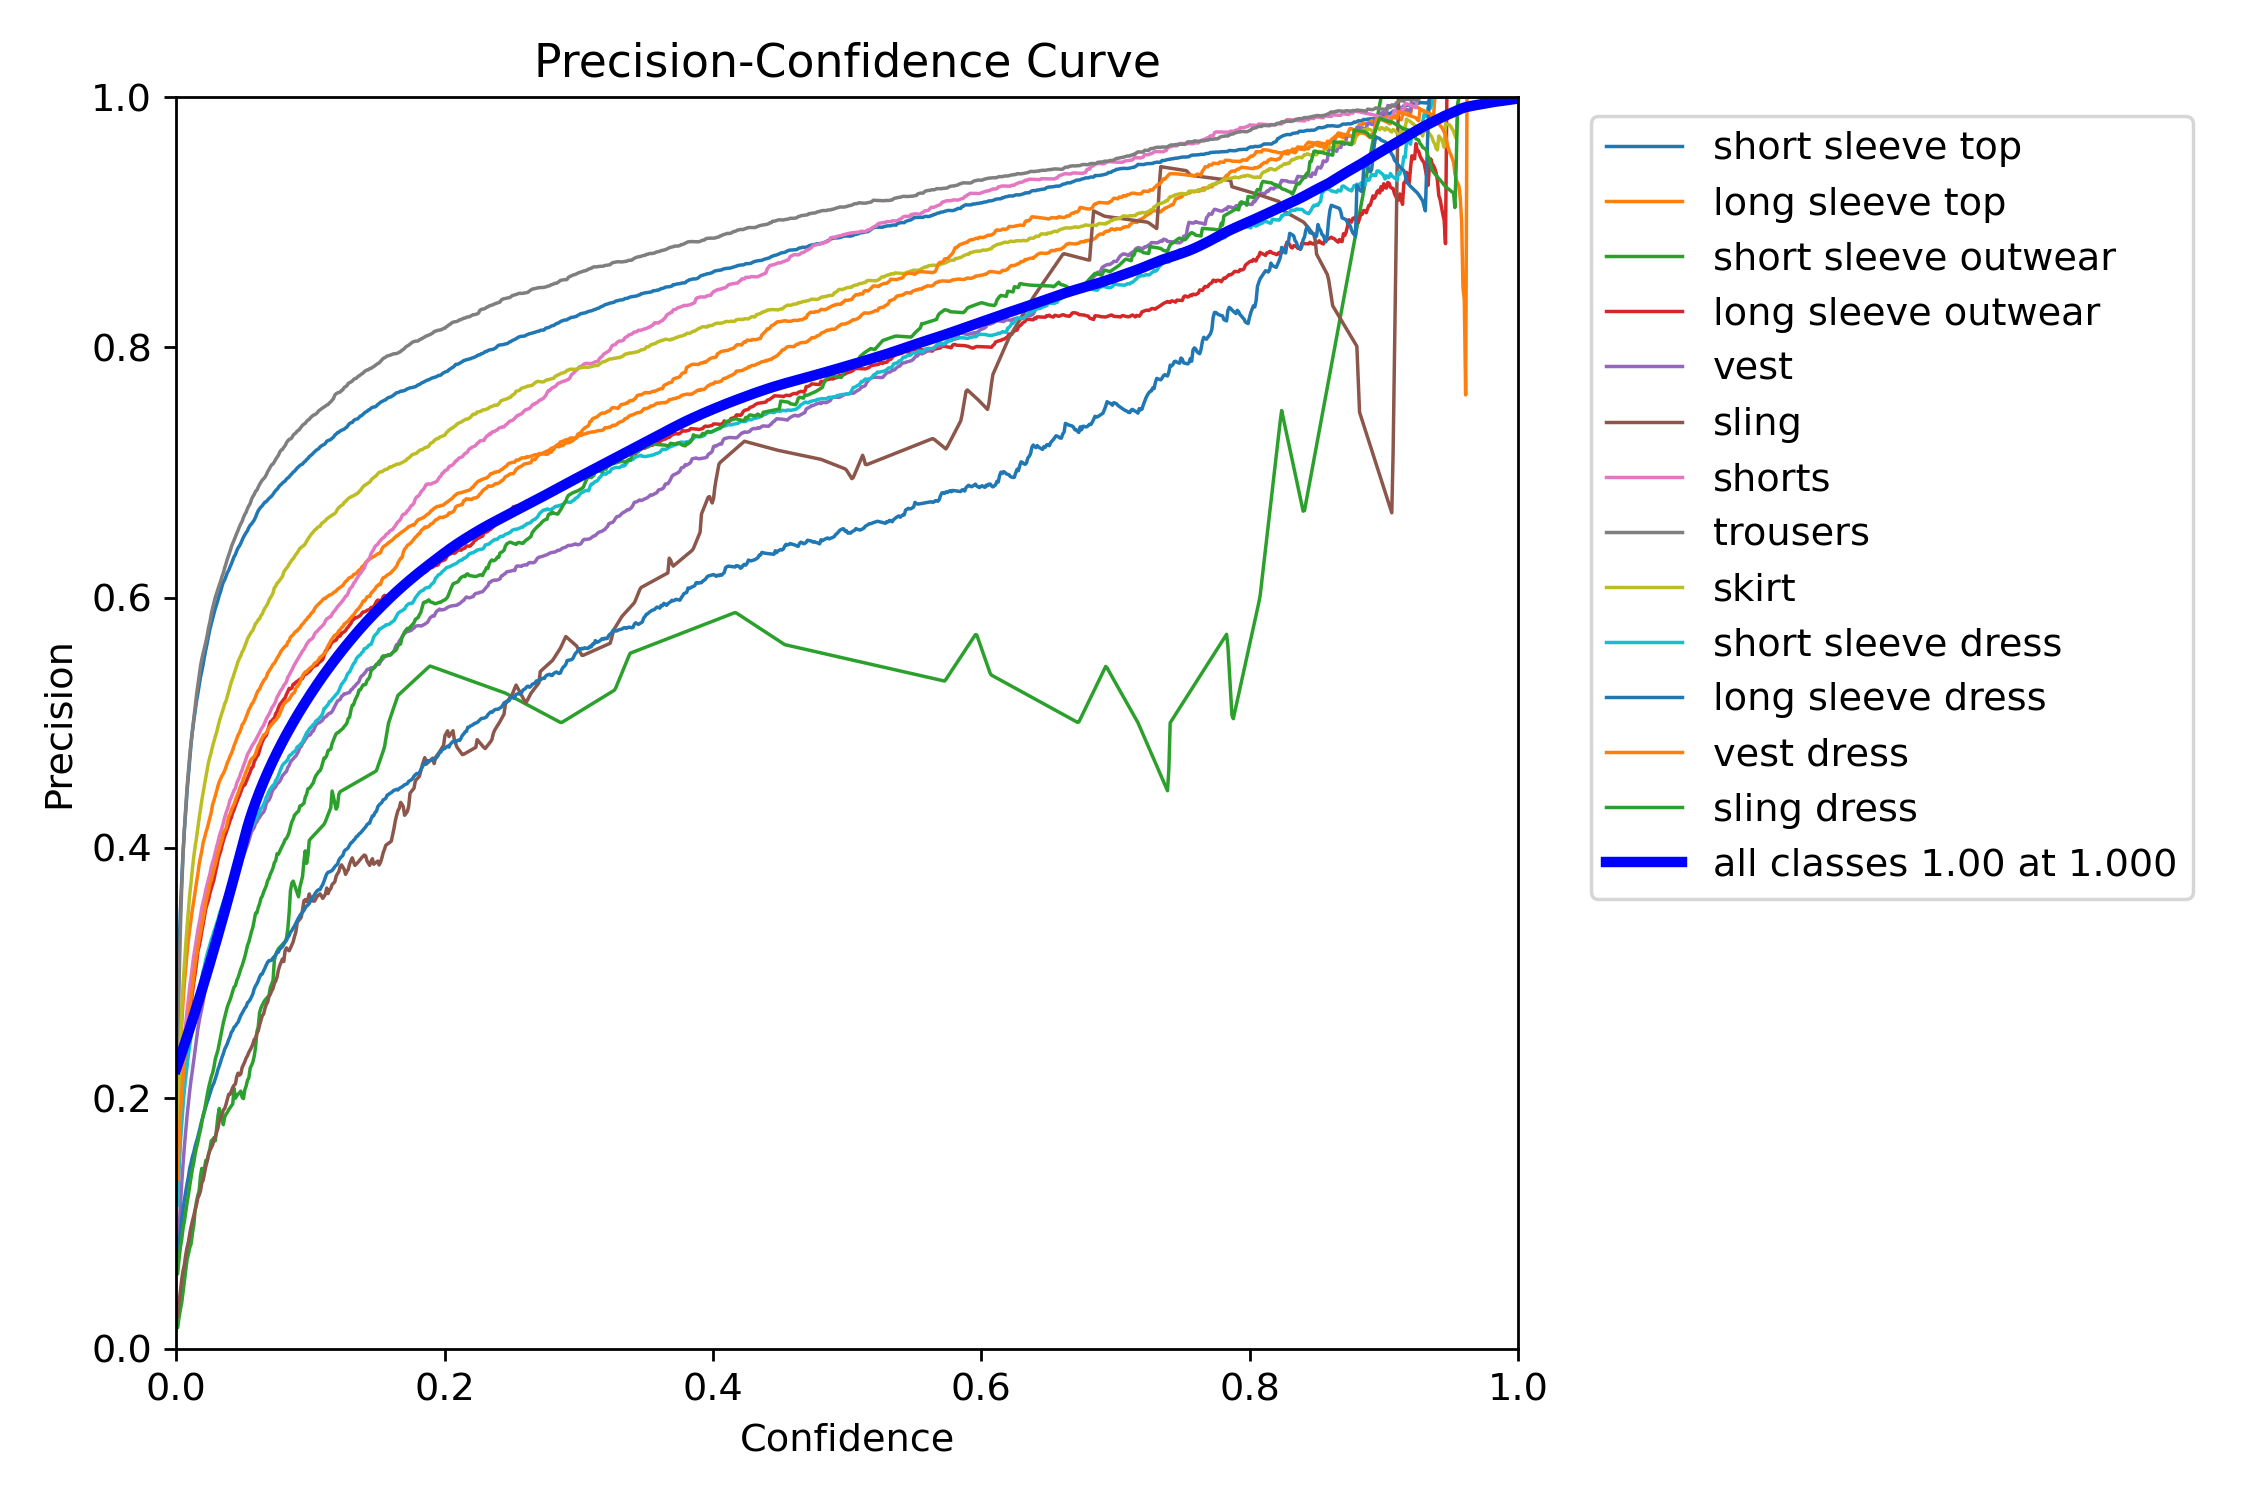 Precision-Confidence Curve
1.0
0.8
0.6
0.4
0.2
0.0
Precision
0.0 0.2 0.4 0.6 0.8 1.0
Confidence
short sleeve top
long sleeve top
short sleeve outwear
long sleeve outwear
vest
sling
shorts
trousers
skirt
short sleeve dress
long sleeve dress
vest dress
sling dress
all classes 1.00 at 1.000